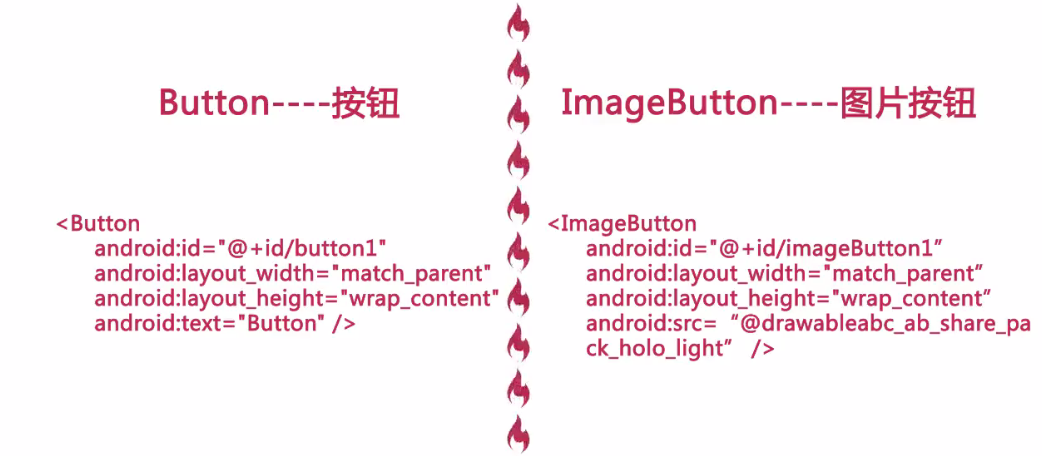 Button----按钮
<Button
android:id="@+id/button1"
android:layout_width="match_parent"
android:layout_height="wrap_content"
android:text="Button" />
ImageButton----图片按钮
<ImageButton
android:id="@+id/imageButton1”
android:layout_width="match_parent”
android:layout_height="wrap_content”
android:src= “@drawableabc_ab_share_pa
ck_holo_light” />